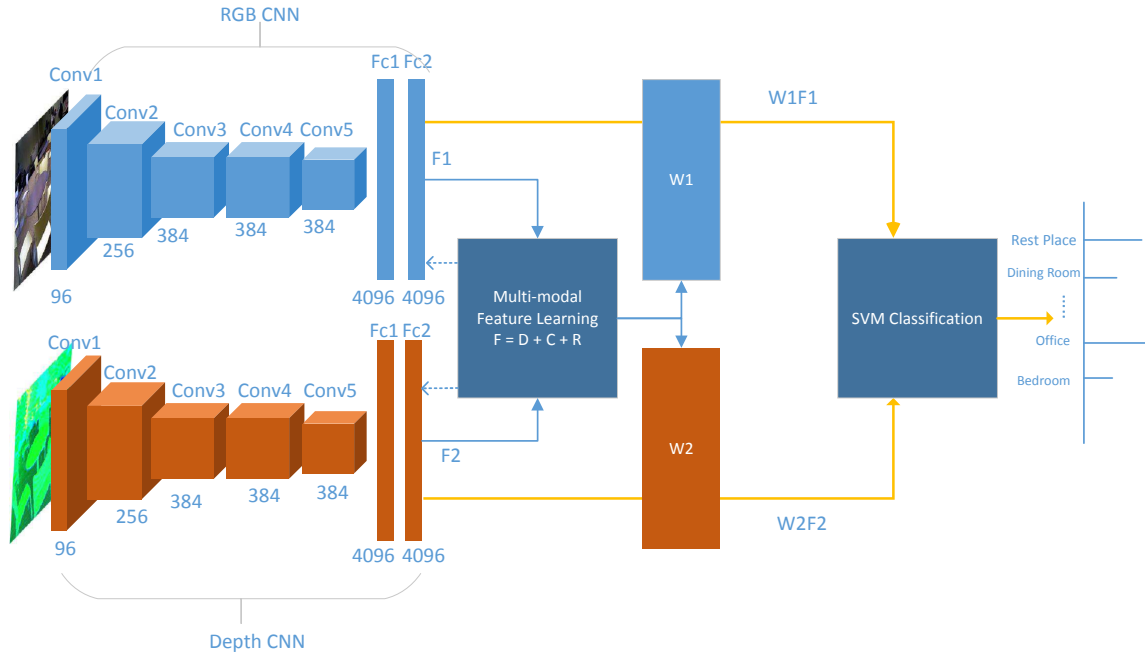 RGB CNN
Conv1
Conv2
Conv3
Conv4
Conv5
Fc1
Fc2
96
256
384
384
384
4096
4096
F1
W1
W1F1
Multi-modal
Feature Learning
F = D + C + R
SVM Classification
Rest Place
Dining Room
Office
Bedroom
Conv1
Conv2
Conv3
Conv4
Conv5
Fc1
Fc2
96
256
384
384
384
4096
4096
F2
W2
W2F2
Depth CNN